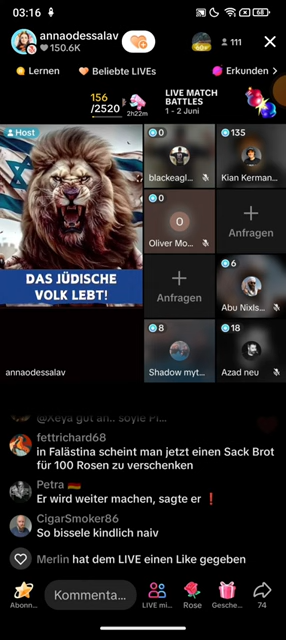 03:16
68
annaodessalav
150.6K
111
Lernen
Beliebte LIVEs
Erkunden >
156
/2520
2h22m
LIVE MATCH
BATTLES
1 - 2 Juni
Host
DAS JÜDISCHE
VOLK LEBT!
annaodessalav
0
blackeagl...
135
Kian Kerman...
0
O
Oliver Mo...
+
Anfragen
+
Anfragen
6
Abu Nixls...
8
Shadow myt...
18
Azad neu
fettrichard68
in Falästina scheint man jetzt einen Sack Brot
für 100 Rosen zu verschenken
Petra
Er wird weiter machen, sagte er ❗
CigarSmoker86
So bissele kindlich naiv
Merlin hat dem LIVE einen Like gegeben
Abonn...
Kommenta...
LIVE mi...
Rose
Gesche...
74